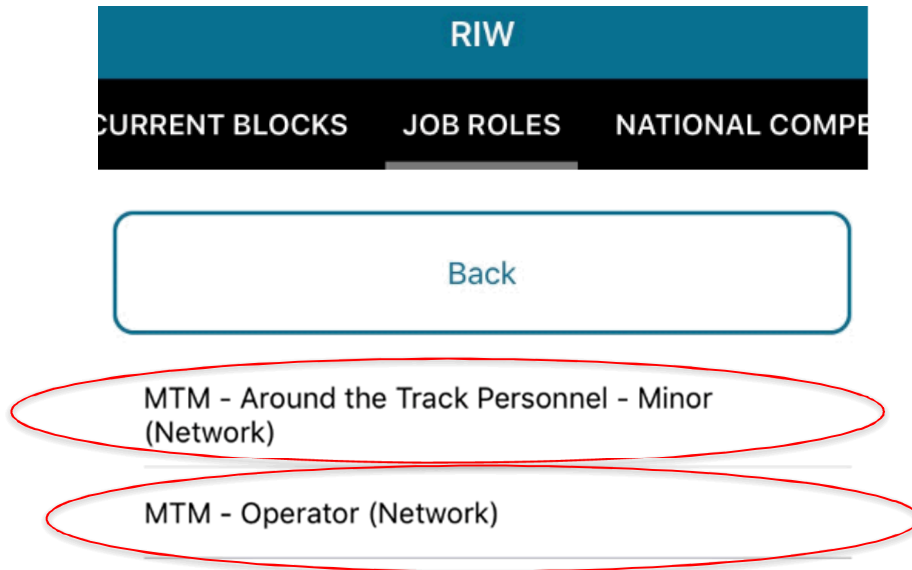 RIW
CURRENT BLOCKS JOB ROLES NATIONAL COMPE
Back
MTM - Around the Track Personnel - Minor
(Network)
MTM - Operator (Network)